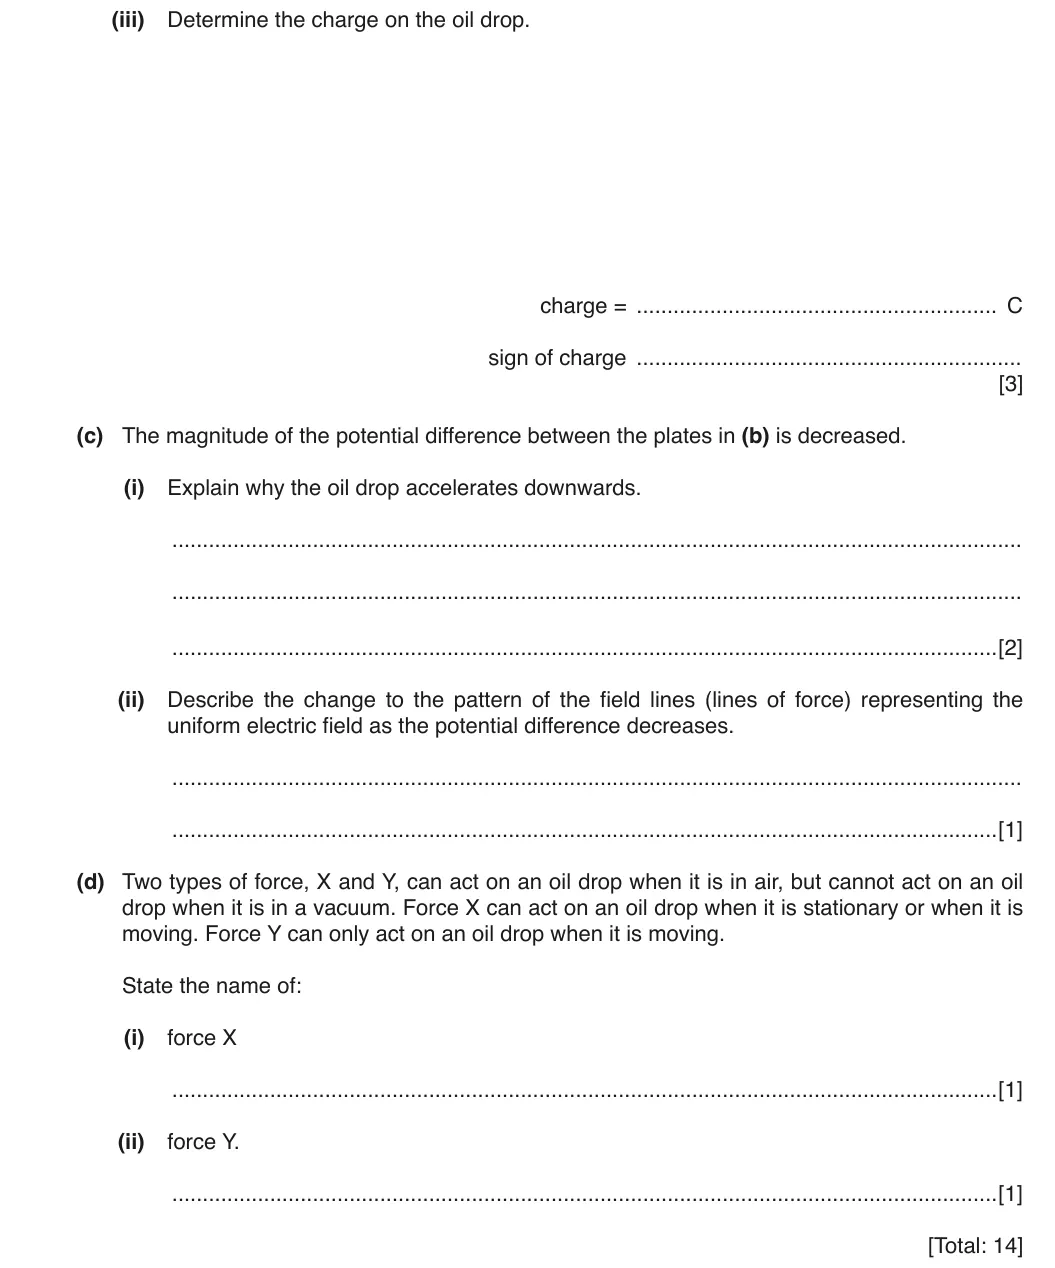 (iii) Determine the charge on the oil drop.
charge = ........................................................... C
sign of charge ...............................................................
[3]
(c) The magnitude of the potential difference between the plates in (b) is decreased.
(i) Explain why the oil drop accelerates downwards.
...........................................................................................................................................
...........................................................................................................................................
.......................................................................................................................................[2]
(ii) Describe the change to the pattern of the field lines (lines of force) representing the
uniform electric field as the potential difference decreases.
...........................................................................................................................................
.......................................................................................................................................[1]
(d) Two types of force, X and Y, can act on an oil drop when it is in air, but cannot act on an oil
drop when it is in a vacuum. Force X can act on an oil drop when it is stationary or when it is
moving. Force Y can only act on an oil drop when it is moving.
State the name of:
(i) force X
.......................................................................................................................................[1]
(ii) force Y.
.......................................................................................................................................[1]
[Total: 14]